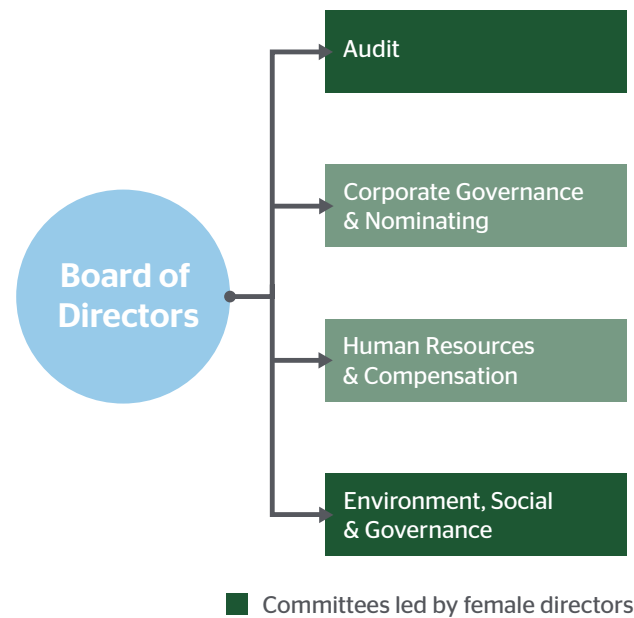 Audit
Corporate Governance
& Nominating
Board of
Directors
Human Resources
& Compensation
Environment, Social
& Governance
Committees led by female directors